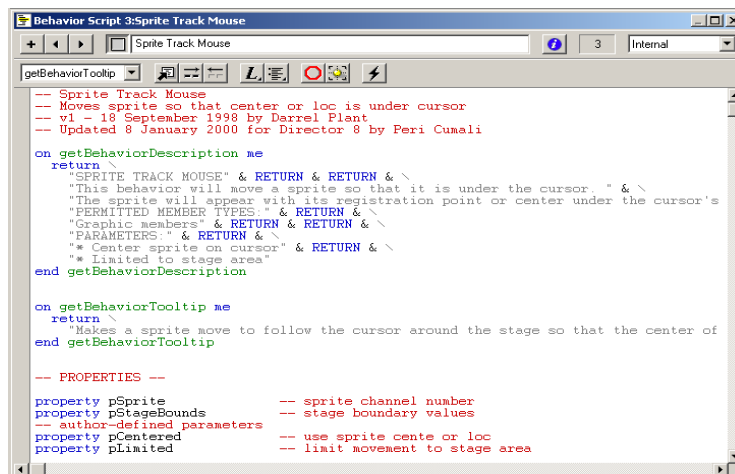 Behavior Script 3:Sprite Track Mouse
Sprite Track Mouse
3
Internal
getBehaviorTooltip
L
-- Sprite Track Mouse
-- Moves sprite so that center or loc is under cursor
-- v1 - 18 September 1998 by Darrel Plant
-- Updated 8 January 2000 for Director 8 by Peri Cumali
on getBehaviorDescription me
return \
"SPRITE TRACK MOUSE" & RETURN & RETURN & \
"This behavior will move a sprite so that it is under the cursor. " & \
"The sprite will appear with its registration point or center under the cursor's
"PERMITTED MEMBER TYPES:" & RETURN & \
"Graphic members" & RETURN & RETURN & \
"PARAMETERS:" & RETURN & \
"* Center sprite on cursor" & RETURN & \
"* Limited to stage area"
end getBehaviorDescription
on getBehaviorTooltip me
return \
"Makes a sprite move to follow the cursor around the stage so that the center of
end getBehaviorTooltip
-- PROPERTIES --
property pSprite -- sprite channel number
property pStageBounds -- stage boundary values
-- author-defined parameters
property pCentered -- use sprite cente or loc
property pLimited -- limit movement to stage area